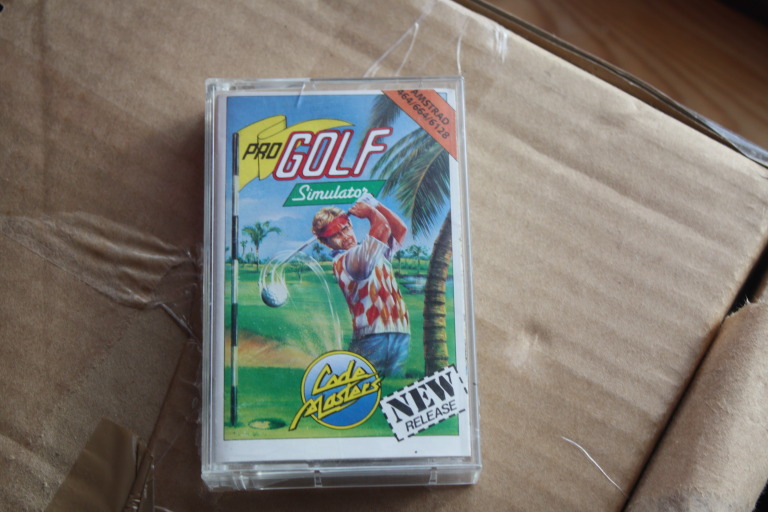 AMSTRAD
464/664/6128
PRO GOLF
Simulator
Code
Masters
NEW
RELEASE